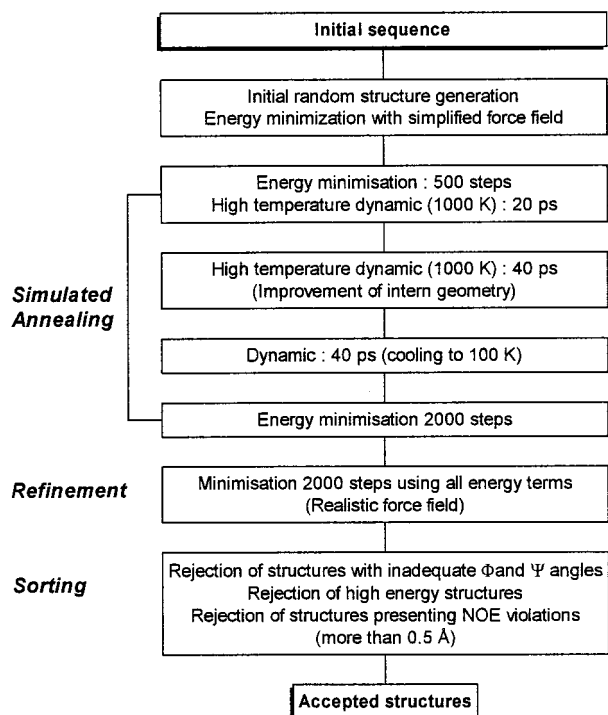 Initial sequence
Initial random structure generation
Energy minimization with simplified force field
Energy minimisation : 500 steps
High temperature dynamic (1000 K) : 20 ps
High temperature dynamic (1000 K) : 40 ps
(Improvement of intern geometry)
Simulated
Annealing
Dynamic : 40 ps (cooling to 100 K)
Energy minimisation 2000 steps
Refinement
Minimisation 2000 steps using all energy terms
(Realistic force field)
Sorting
Rejection of structures with inadequate Φand Ψ angles
Rejection of high energy structures
Rejection of structures presenting NOE violations
(more than 0.5 Å)
Accepted structures